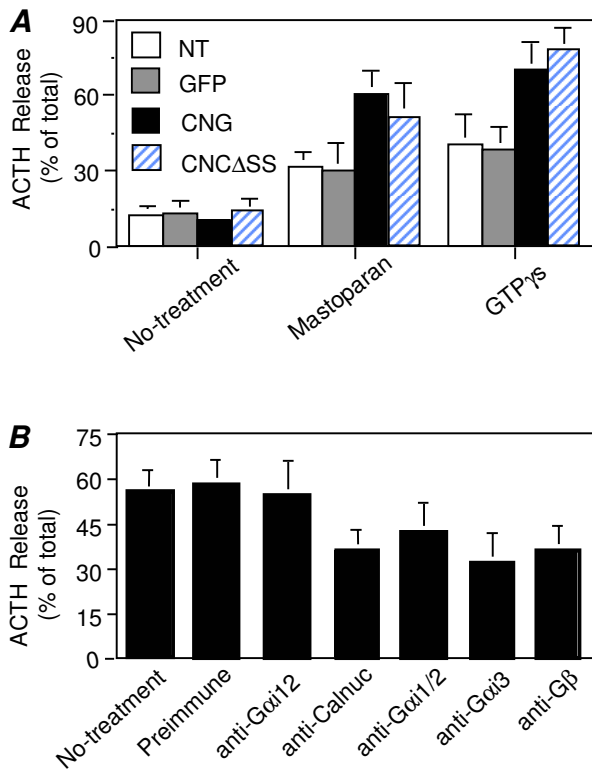 A
90
60
30
0
ACTH Release
(% of total)
NT
GFP
CNG
CNCΔSS
No-treatment
Mastoparan
GTPγs
B
75
60
45
30
15
0
ACTH Release
(% of total)
No-treatment
Preimmune
anti-Gαi12
anti-Calnuc
anti-Gαi1/2
anti-Gαi3
anti-Gβ